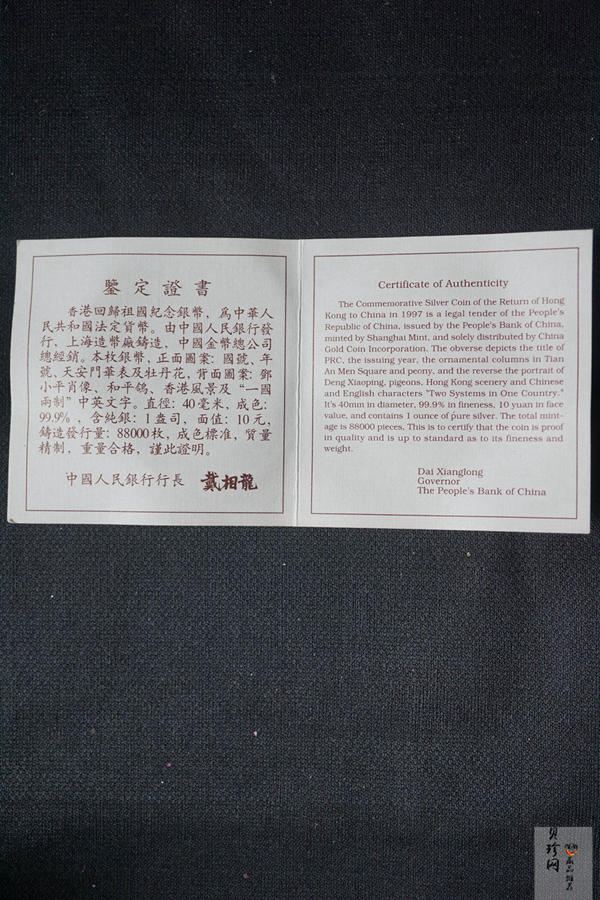 鑒定證書
香港回歸祖國紀念銀幣，爲中華人
民共和國法定貨幣。由中國人民銀行發
行、上海造幣廠鑄造，中國金幣總公司
總經銷。本枚銀幣，正面圖案：國號、年
號、天安門華表及牡丹花，背面圖案：鄧
小平肖像、和平鴿、香港風景及“一國
兩制”中英文字。直徑：40毫米，成色：
99.9%，含純銀：1盎司，面值：10元，
鑄造發行量：88000枚，成色標准，質量
精制，重量合格，謹此證明。
中國人民銀行行長 戴相龍
Certificate of Authenticity
The Commemorative Silver Coin of the Return of Hong
Kong to China in 1997 is a legal tender of the People's
Republic of China, issued by the People's Bank of China,
minted by Shanghai Mint, and solely distributed by China
Gold Coin Incorporation. The obverse depicts the title of
PRC, the issuing year, the ornamental columns in Tian
An Men Square and peony, and the reverse the portrait of
Deng Xiaoping, pigeons, Hong Kong scenery and Chinese
and English characters "Two Systems in One Country."
It's 40mm in diameter, 99.9% in fineness, 10 yuan in face
value, and contains 1 ounce of pure silver. The total mint-
age is 88000 pieces, This is to certify that the coin is proof
in quality and is up to standard as to its fineness and
weight.
Dai Xianglong
Governor
The People's Bank of China
贝珍网